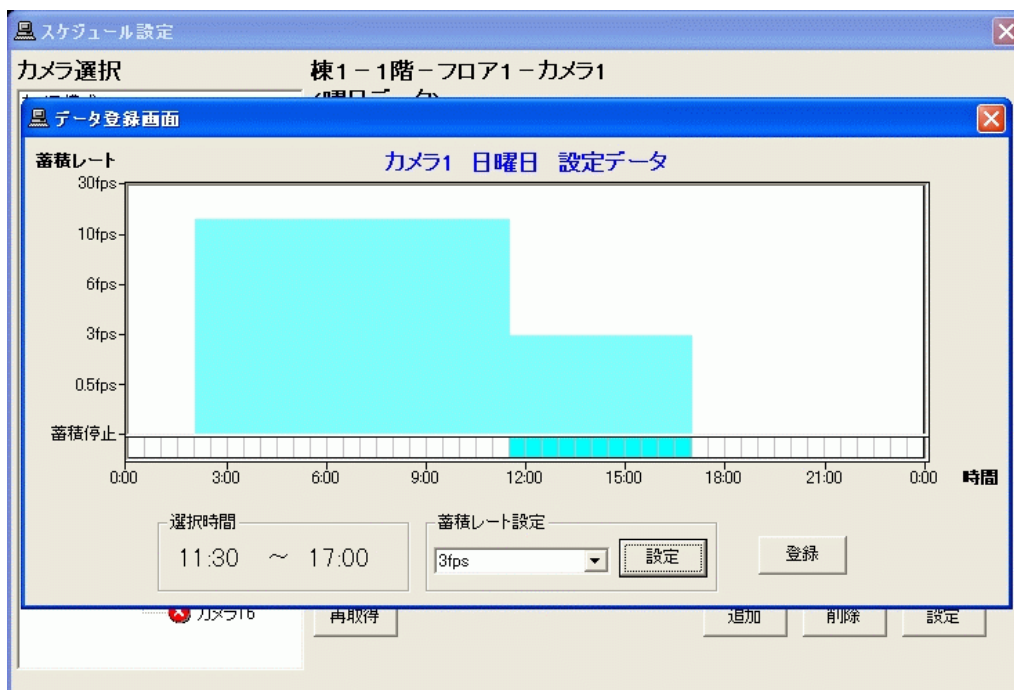 スケジュール設定
カメラ選択
棟1－1階－フロア1－カメラ1
データ登録画面
蓄積レート
カメラ1 日曜日 設定データ
30fps
10fps
6fps
3fps
0.5fps
蓄積停止
0:00 3:00 6:00 9:00 12:00 15:00 18:00 21:00 0:00 時間
選択時間
11:30 ～ 17:00
蓄積レート設定
3fps
設定
登録
カメラ16
再取得
追加
削除
設定